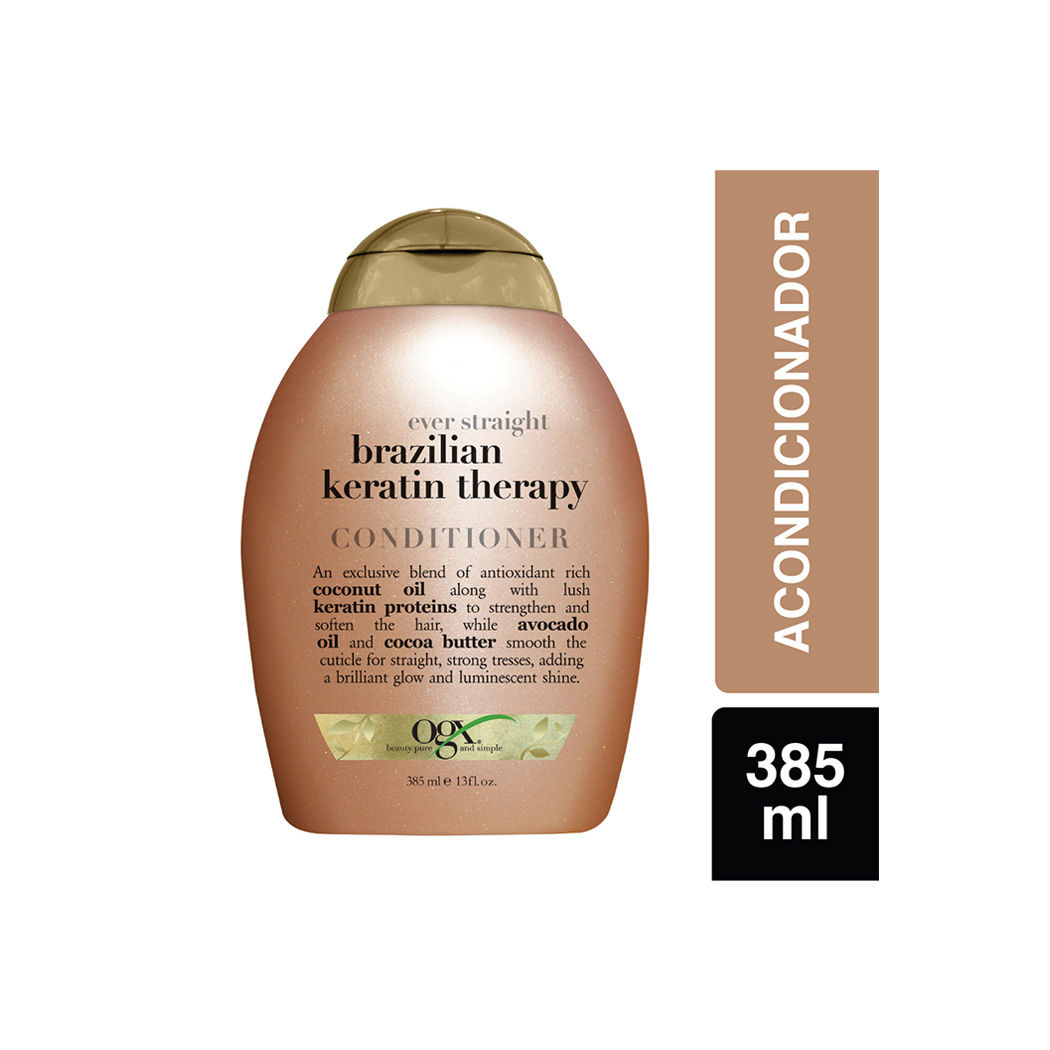 ever straight
brazilian
keratin therapy
CONDITIONER
An exclusive blend of antioxidant rich
coconut oil along with lush
keratin proteins to strengthen and
soften the hair, while avocado
oil and cocoa butter smooth the
cuticle for straight, strong tresses, adding
a brilliant glow and luminescent shine.
ogx®
beauty pure and simple
385 ml e 13fl.oz.
ACONDICIONADOR
385
ml